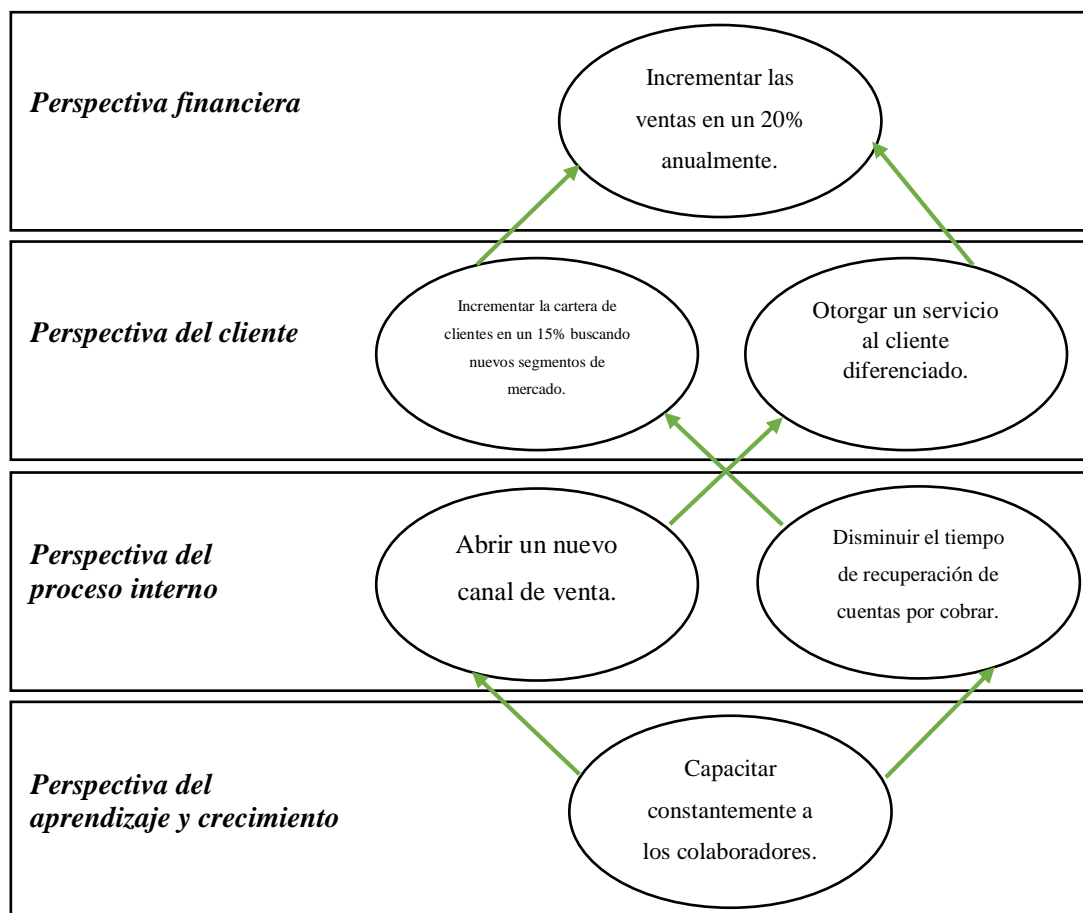 Perspectiva financiera
Incrementar las
ventas en un 20%
anualmente.
Perspectiva del cliente
Incrementar la cartera de
clientes en un 15% buscando
nuevos segmentos de
mercado.
Otorgar un servicio
al cliente
diferenciado.
Perspectiva del
proceso interno
Abrir un nuevo
canal de venta.
Disminuir el tiempo
de recuperación de
cuentas por cobrar.
Perspectiva del
aprendizaje y crecimiento
Capacitar
constantemente a
los colaboradores.